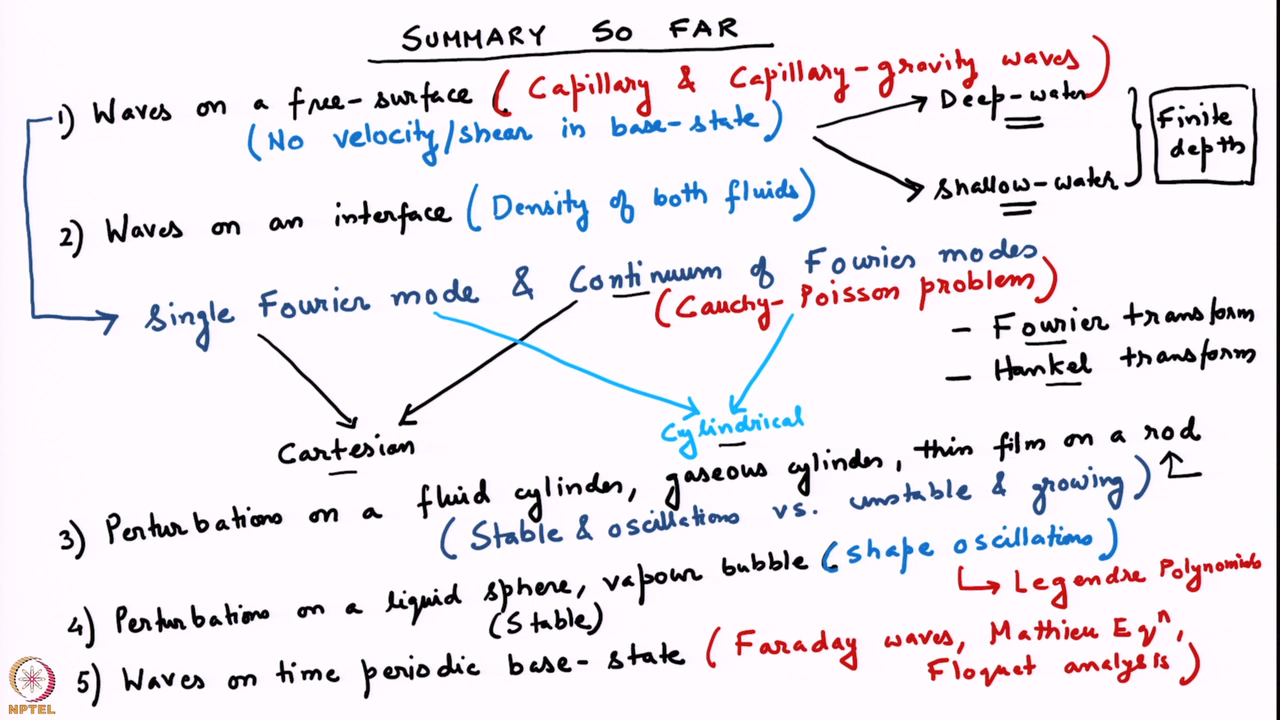 SUMMARY SO FAR
1) Waves on a free-surface (Capillary & Capillary-gravity waves)
(No velocity/shear in base-state)
Deep-water
Shallow-water
Finite
depth
2) Waves on an interface (Density of both fluids)
Single Fourier mode & Continuum of Fourier modes
(Cauchy-Poisson problem)
- Fourier transform
- Hankel transform
Cartesian
Cylindrical
3) Perturbations on a fluid cylinder, gaseous cylinder, thin film on a rod
(Stable & oscillations vs. unstable & growing)
4) Perturbations on a liquid sphere, vapour bubble (shape oscillations)
(Stable)
Legendre Polynomials
5) Waves on time periodic base-state (Faraday waves, Mathieu Eqⁿ,
Floquet analysis)
NPTEL